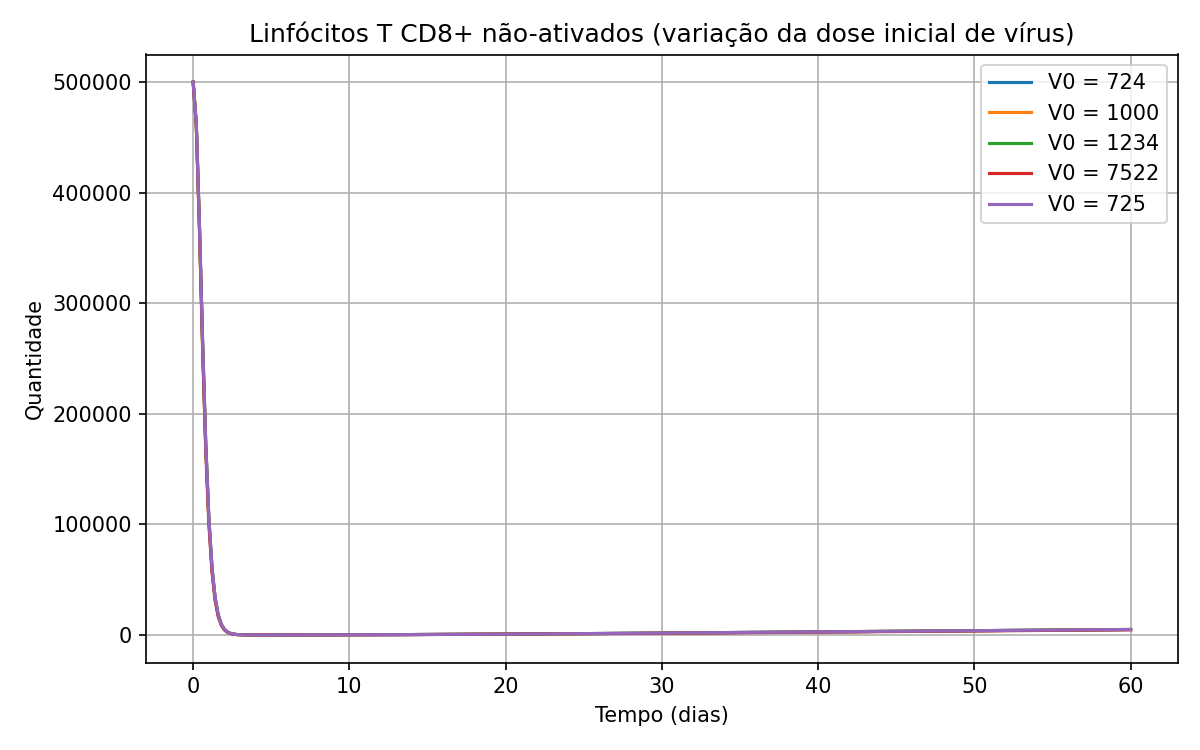 Linfócitos T CD8+ não-ativados (variação da dose inicial de vírus)
500000
400000
300000
200000
100000
0
Quantidade
V0 = 724
V0 = 1000
V0 = 1234
V0 = 7522
V0 = 725
0 10 20 30 40 50 60
Tempo (dias)